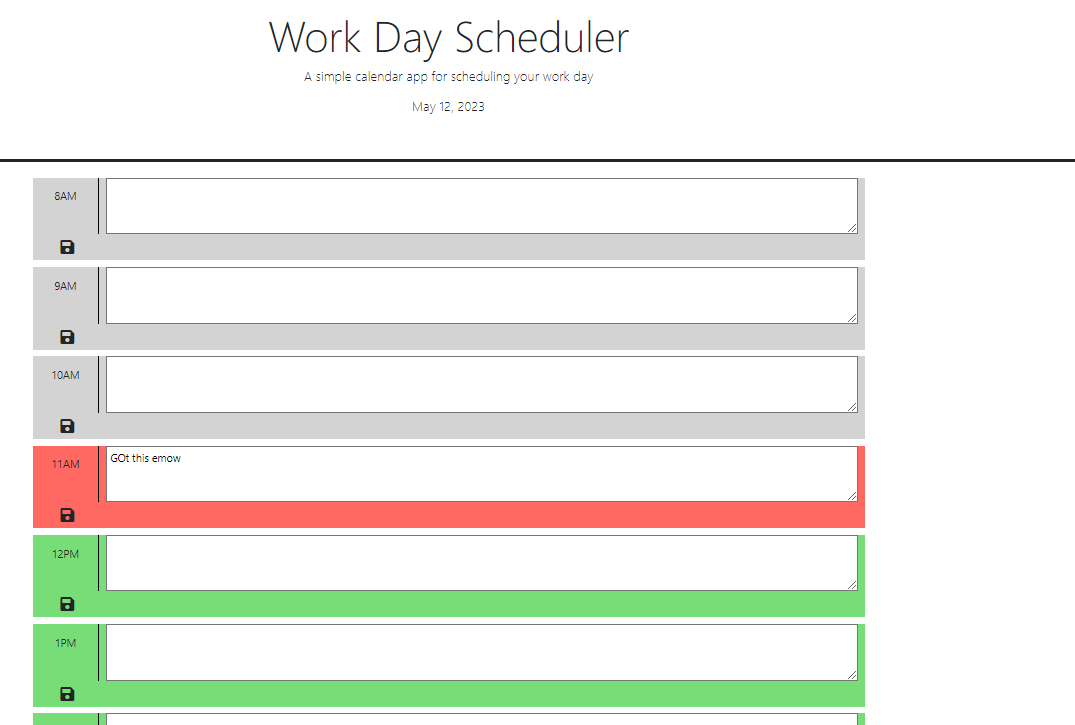 Work Day Scheduler
A simple calendar app for scheduling your work day
May 12, 2023
8AM
9AM
10AM
11AM
GOt this emow
12PM
1PM